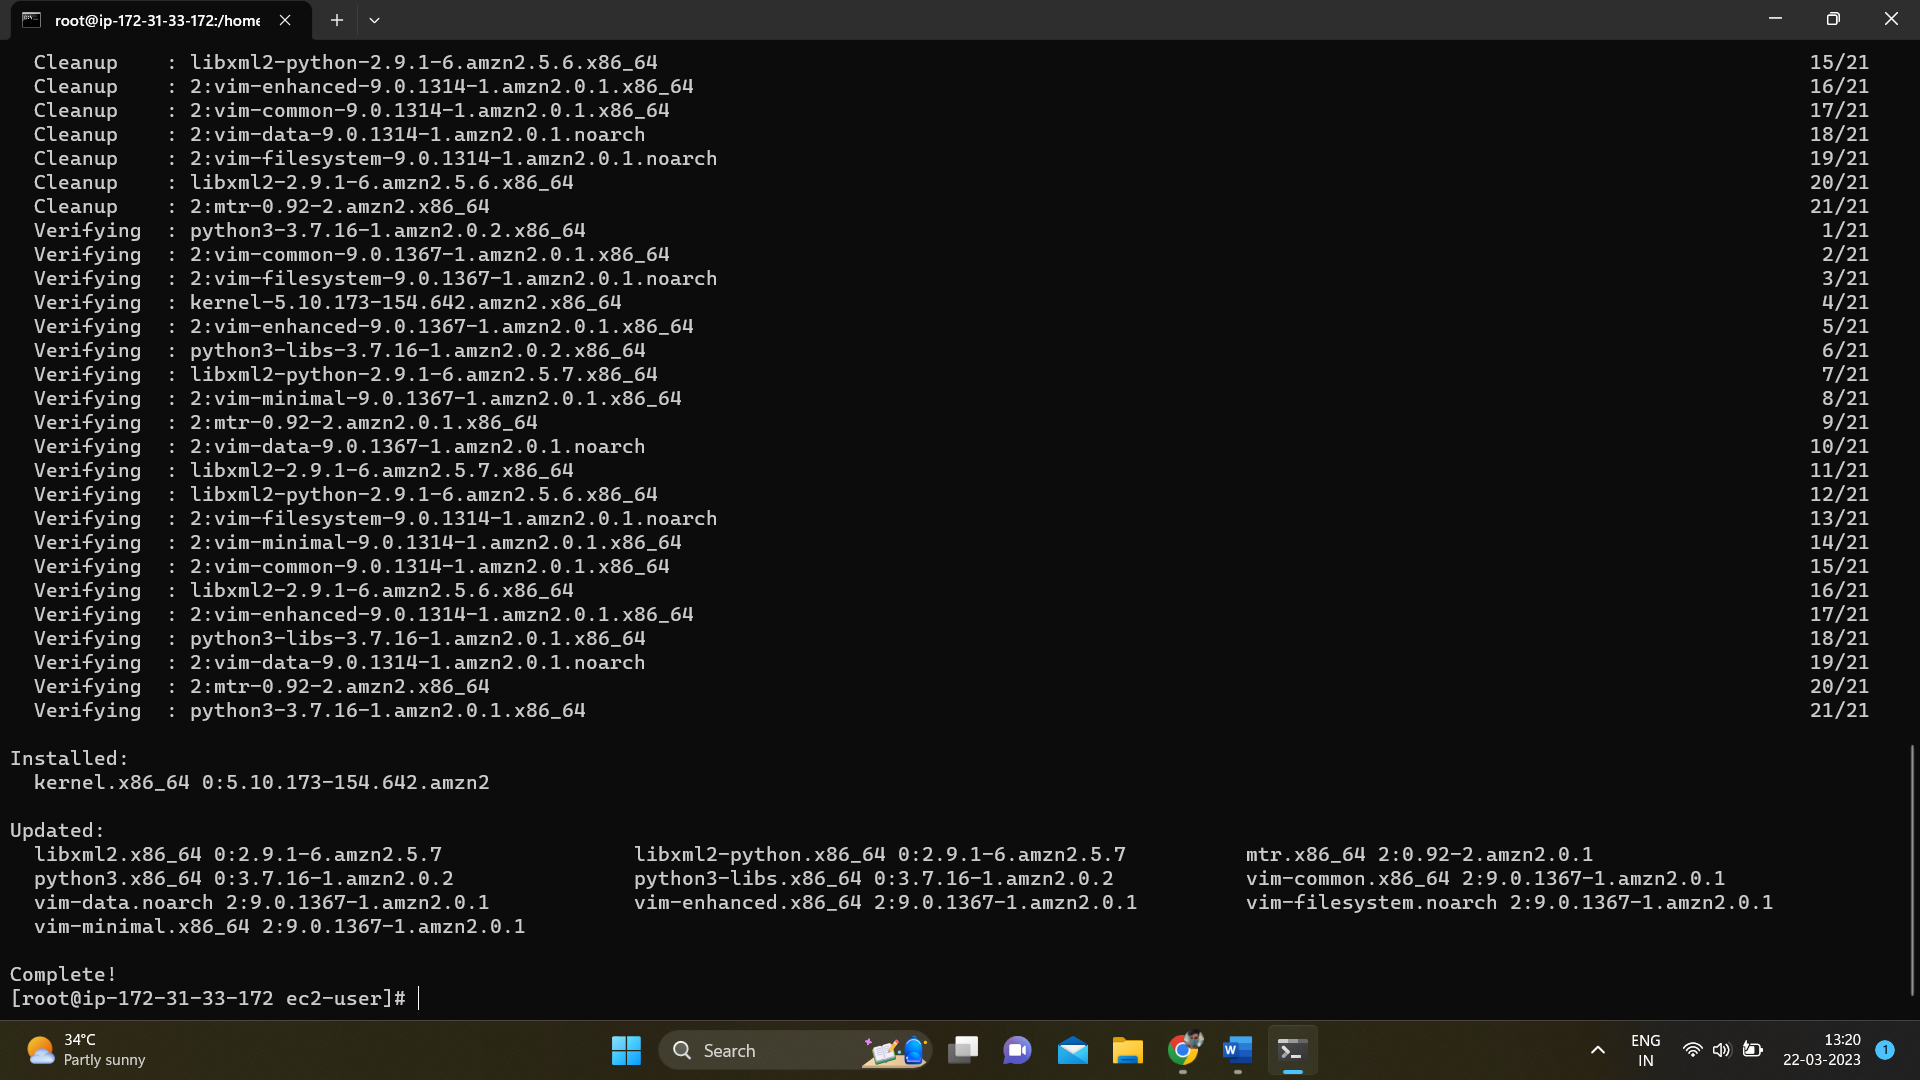 root@ip-172-31-33-172:/home
Cleanup    : libxml2-python-2.9.1-6.amzn2.5.6.x86_64 15/21
Cleanup    : 2:vim-enhanced-9.0.1314-1.amzn2.0.1.x86_64 16/21
Cleanup    : 2:vim-common-9.0.1314-1.amzn2.0.1.x86_64 17/21
Cleanup    : 2:vim-data-9.0.1314-1.amzn2.0.1.noarch 18/21
Cleanup    : 2:vim-filesystem-9.0.1314-1.amzn2.0.1.noarch 19/21
Cleanup    : libxml2-2.9.1-6.amzn2.5.6.x86_64 20/21
Cleanup    : 2:mtr-0.92-2.amzn2.x86_64 21/21
Verifying  : python3-3.7.16-1.amzn2.0.2.x86_64 1/21
Verifying  : 2:vim-common-9.0.1367-1.amzn2.0.1.x86_64 2/21
Verifying  : 2:vim-filesystem-9.0.1367-1.amzn2.0.1.noarch 3/21
Verifying  : kernel-5.10.173-154.642.amzn2.x86_64 4/21
Verifying  : 2:vim-enhanced-9.0.1367-1.amzn2.0.1.x86_64 5/21
Verifying  : python3-libs-3.7.16-1.amzn2.0.2.x86_64 6/21
Verifying  : libxml2-python-2.9.1-6.amzn2.5.7.x86_64 7/21
Verifying  : 2:vim-minimal-9.0.1367-1.amzn2.0.1.x86_64 8/21
Verifying  : 2:mtr-0.92-2.amzn2.0.1.x86_64 9/21
Verifying  : 2:vim-data-9.0.1367-1.amzn2.0.1.noarch 10/21
Verifying  : libxml2-2.9.1-6.amzn2.5.7.x86_64 11/21
Verifying  : libxml2-python-2.9.1-6.amzn2.5.6.x86_64 12/21
Verifying  : 2:vim-filesystem-9.0.1314-1.amzn2.0.1.noarch 13/21
Verifying  : 2:vim-minimal-9.0.1314-1.amzn2.0.1.x86_64 14/21
Verifying  : 2:vim-common-9.0.1314-1.amzn2.0.1.x86_64 15/21
Verifying  : libxml2-2.9.1-6.amzn2.5.6.x86_64 16/21
Verifying  : 2:vim-enhanced-9.0.1314-1.amzn2.0.1.x86_64 17/21
Verifying  : python3-libs-3.7.16-1.amzn2.0.1.x86_64 18/21
Verifying  : 2:vim-data-9.0.1314-1.amzn2.0.1.noarch 19/21
Verifying  : 2:mtr-0.92-2.amzn2.x86_64 20/21
Verifying  : python3-3.7.16-1.amzn2.0.1.x86_64 21/21
Installed:
kernel.x86_64 0:5.10.173-154.642.amzn2
Updated:
libxml2.x86_64 0:2.9.1-6.amzn2.5.7 libxml2-python.x86_64 0:2.9.1-6.amzn2.5.7 mtr.x86_64 2:0.92-2.amzn2.0.1
python3.x86_64 0:3.7.16-1.amzn2.0.2 python3-libs.x86_64 0:3.7.16-1.amzn2.0.2 vim-common.x86_64 2:9.0.1367-1.amzn2.0.1
vim-data.noarch 2:9.0.1367-1.amzn2.0.1 vim-enhanced.x86_64 2:9.0.1367-1.amzn2.0.1 vim-filesystem.noarch 2:9.0.1367-1.amzn2.0.1
vim-minimal.x86_64 2:9.0.1367-1.amzn2.0.1
Complete!
[root@ip-172-31-33-172 ec2-user]#
34°C
Partly sunny
Search
W
ENG
IN
13:20
22-03-2023
1